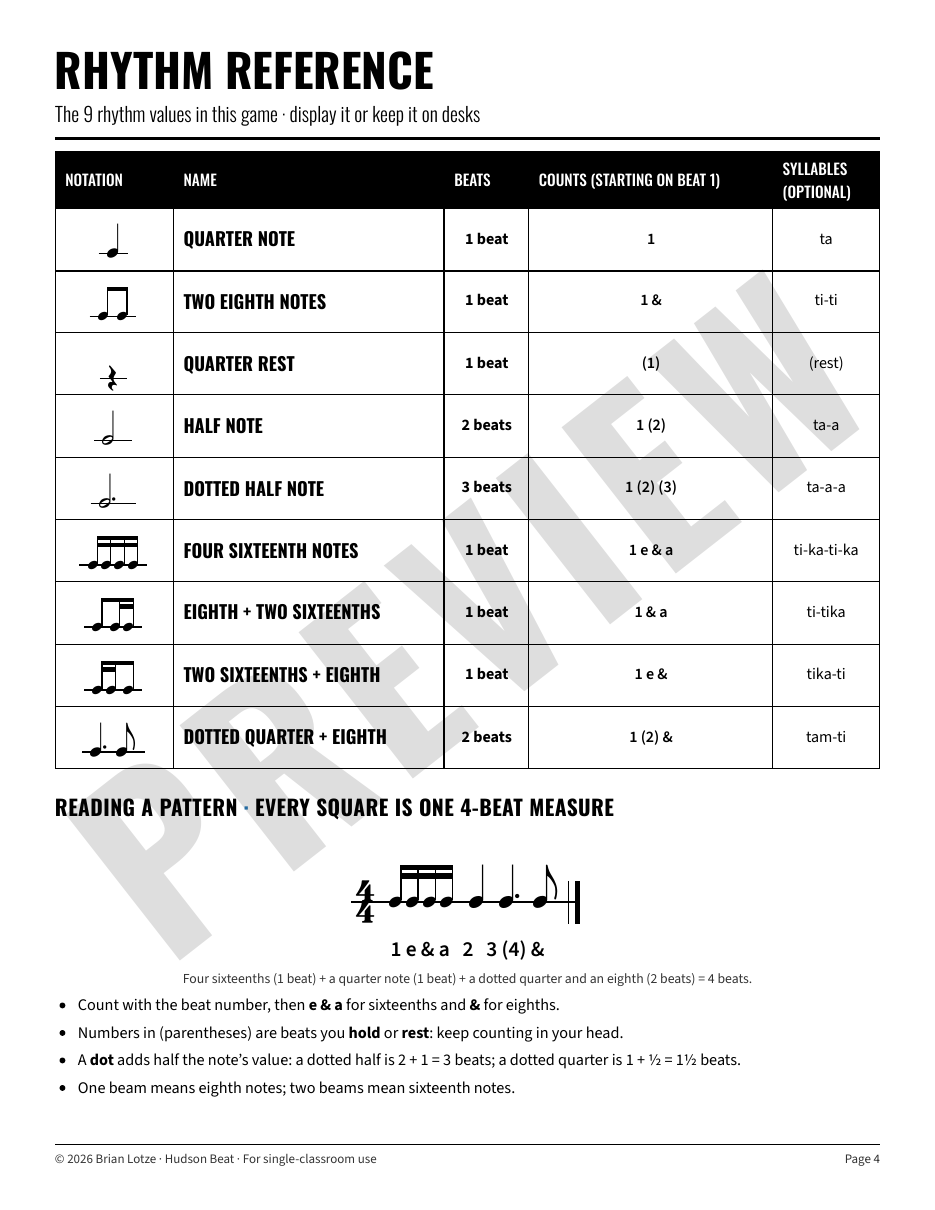 RHYTHM REFERENCE
The 9 rhythm values in this game · display it or keep it on desks
NOTATION NAME BEATS COUNTS (STARTING ON BEAT 1) SYLLABLES (OPTIONAL)
QUARTER NOTE 1 beat 1 ta
TWO EIGHTH NOTES 1 beat 1 & ti-ti
QUARTER REST 1 beat (1) (rest)
HALF NOTE 2 beats 1 (2) ta-a
DOTTED HALF NOTE 3 beats 1 (2) (3) ta-a-a
FOUR SIXTEENTH NOTES 1 beat 1 e & a ti-ka-ti-ka
EIGHTH + TWO SIXTEENTHS 1 beat 1 & a ti-tika
TWO SIXTEENTHS + EIGHTH 1 beat 1 e & tika-ti
DOTTED QUARTER + EIGHTH 2 beats 1 (2) & tam-ti
PREVIEW
READING A PATTERN · EVERY SQUARE IS ONE 4-BEAT MEASURE
4
4
1 e & a 2 3 (4) &
Four sixteenths (1 beat) + a quarter note (1 beat) + a dotted quarter and an eighth (2 beats) = 4 beats.
• Count with the beat number, then e & a for sixteenths and & for eighths.
• Numbers in (parentheses) are beats you hold or rest: keep counting in your head.
• A dot adds half the note’s value: a dotted half is 2 + 1 = 3 beats; a dotted quarter is 1 + ½ = 1½ beats.
• One beam means eighth notes; two beams mean sixteenth notes.
© 2026 Brian Lotze · Hudson Beat · For single-classroom use Page 4